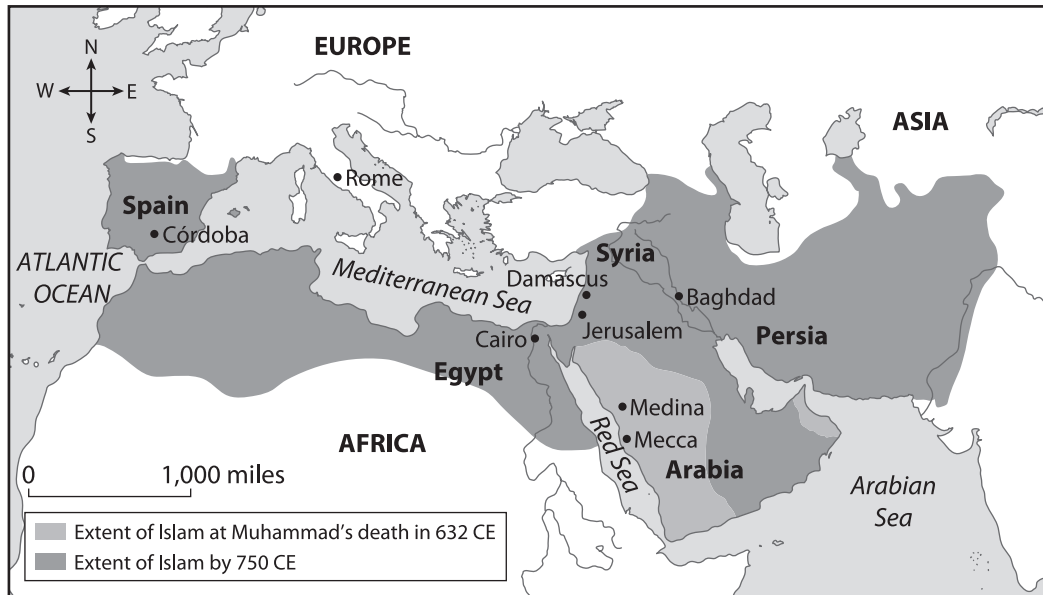 EUROPE
N
W
E
S
ASIA
Rome
Spain
Córdoba
ATLANTIC
OCEAN
Mediterranean Sea
Syria
Damascus
Baghdad
Jerusalem
Cairo
Persia
Egypt
Medina
Mecca
AFRICA
Red Sea
Arabia
Arabian
Sea
0 1,000 miles
Extent of Islam at Muhammad's death in 632 CE
Extent of Islam by 750 CE